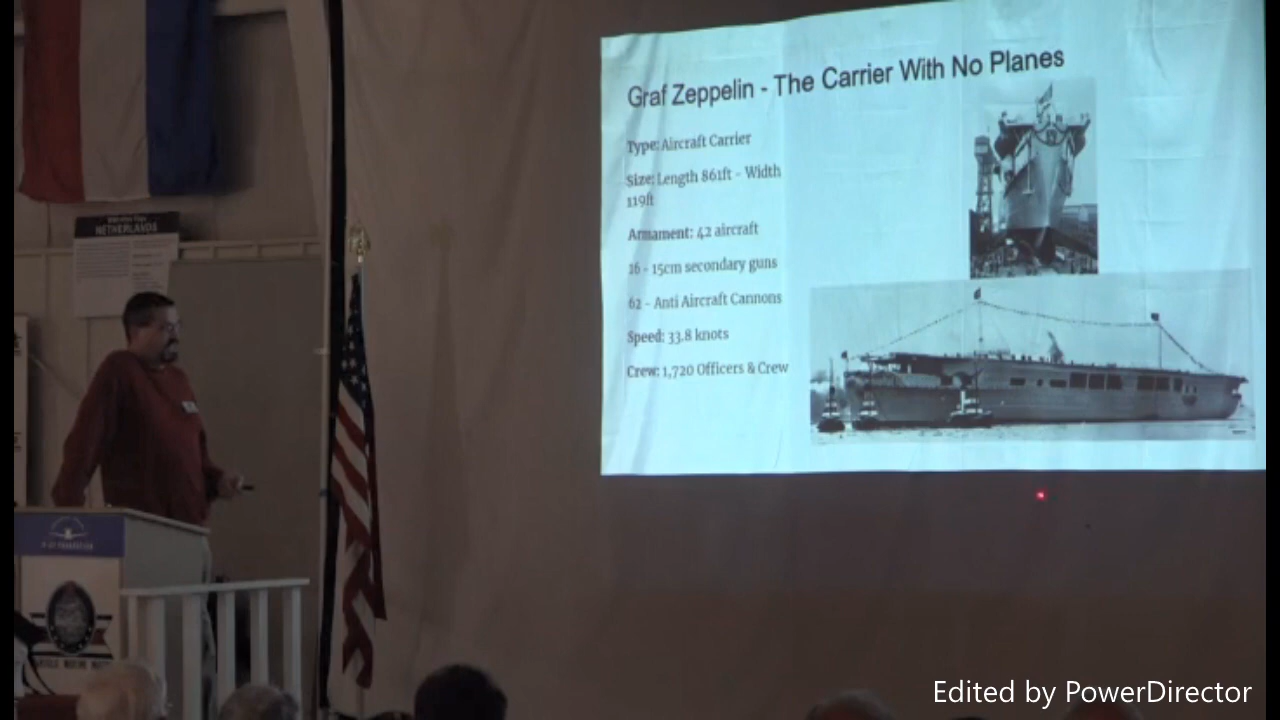 Graf Zeppelin - The Carrier With No Planes
Type: Aircraft Carrier
Size: Length 861ft - Width
119ft
Armament: 42 aircraft
16 - 15cm secondary guns
62 - Anti Aircraft Cannons
Speed: 33.8 knots
Crew: 1,720 Officers & Crew
NETHERLANDS
Edited by PowerDirector